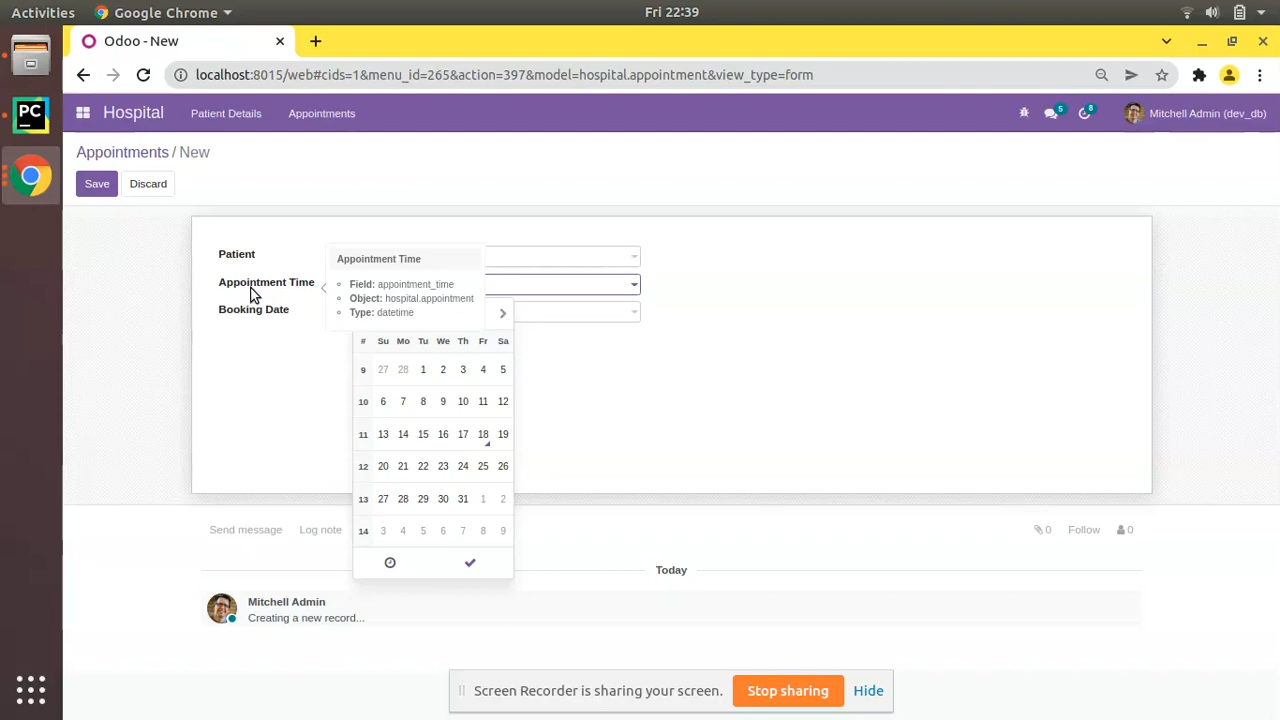 Activities Google Chrome Fri 22:39
Odoo - New
localhost:8015/web#cids=1&menu_id=265&action=397&model=hospital.appointment&view_type=form
Hospital Patient Details Appointments 5 8 Mitchell Admin (dev_db)
Appointments / New
Save Discard
Patient
Appointment Time
Booking Date
Appointment Time
Field: appointment_time
Object: hospital.appointment
Type: datetime
# Su Mo Tu We Th Fr Sa
9 27 28 1 2 3 4 5
10 6 7 8 9 10 11 12
11 13 14 15 16 17 18 19
12 20 21 22 23 24 25 26
13 27 28 29 30 31 1 2
14 3 4 5 6 7 8 9
Send message Log note 0 Follow 0
Today
Mitchell Admin
Creating a new record...
Screen Recorder is sharing your screen. Stop sharing Hide
PC